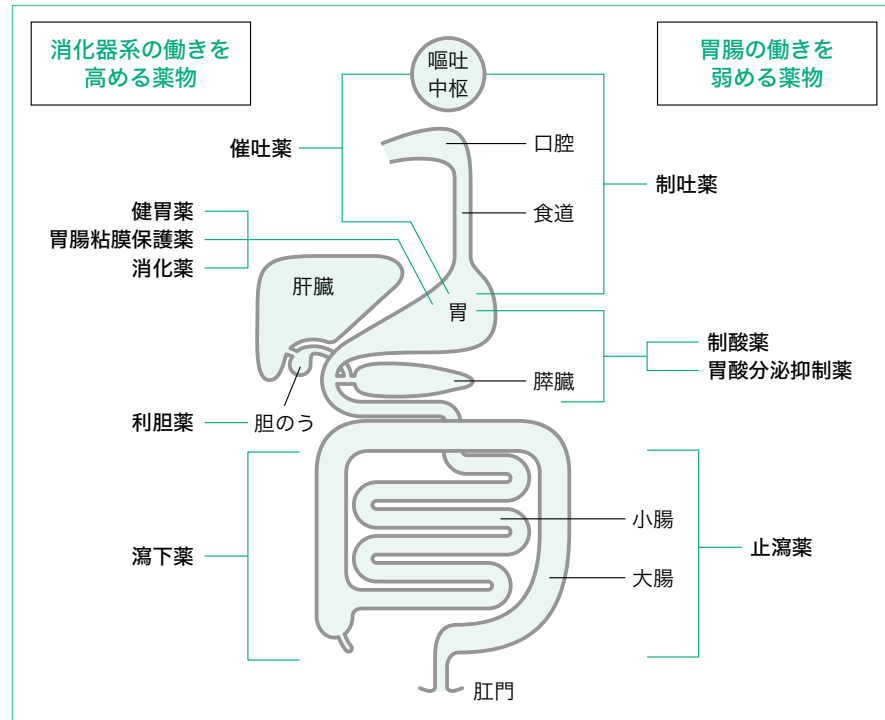 消化器系の働きを
高める薬物
胃腸の働きを
弱める薬物
嘔吐
中枢
催吐薬
口腔
制吐薬
健胃薬
胃腸粘膜保護薬
消化薬
食道
肝臓
胃
制酸薬
胃酸分泌抑制薬
膵臓
利胆薬
胆のう
小腸
瀉下薬
止瀉薬
大腸
肛門